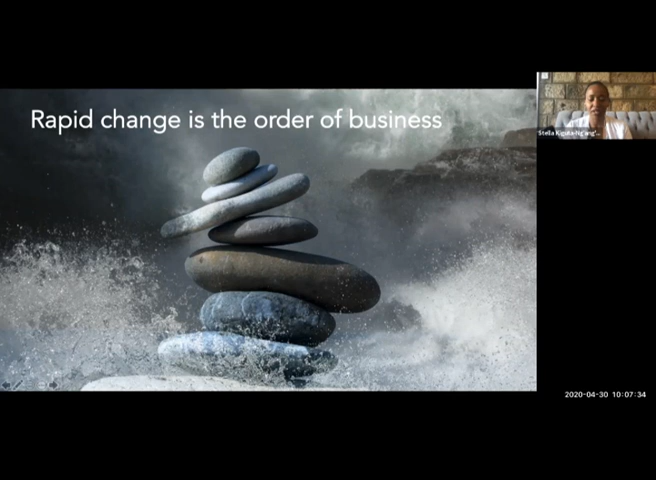 Rapid change is the order of business
2020-04-30 10:07:34